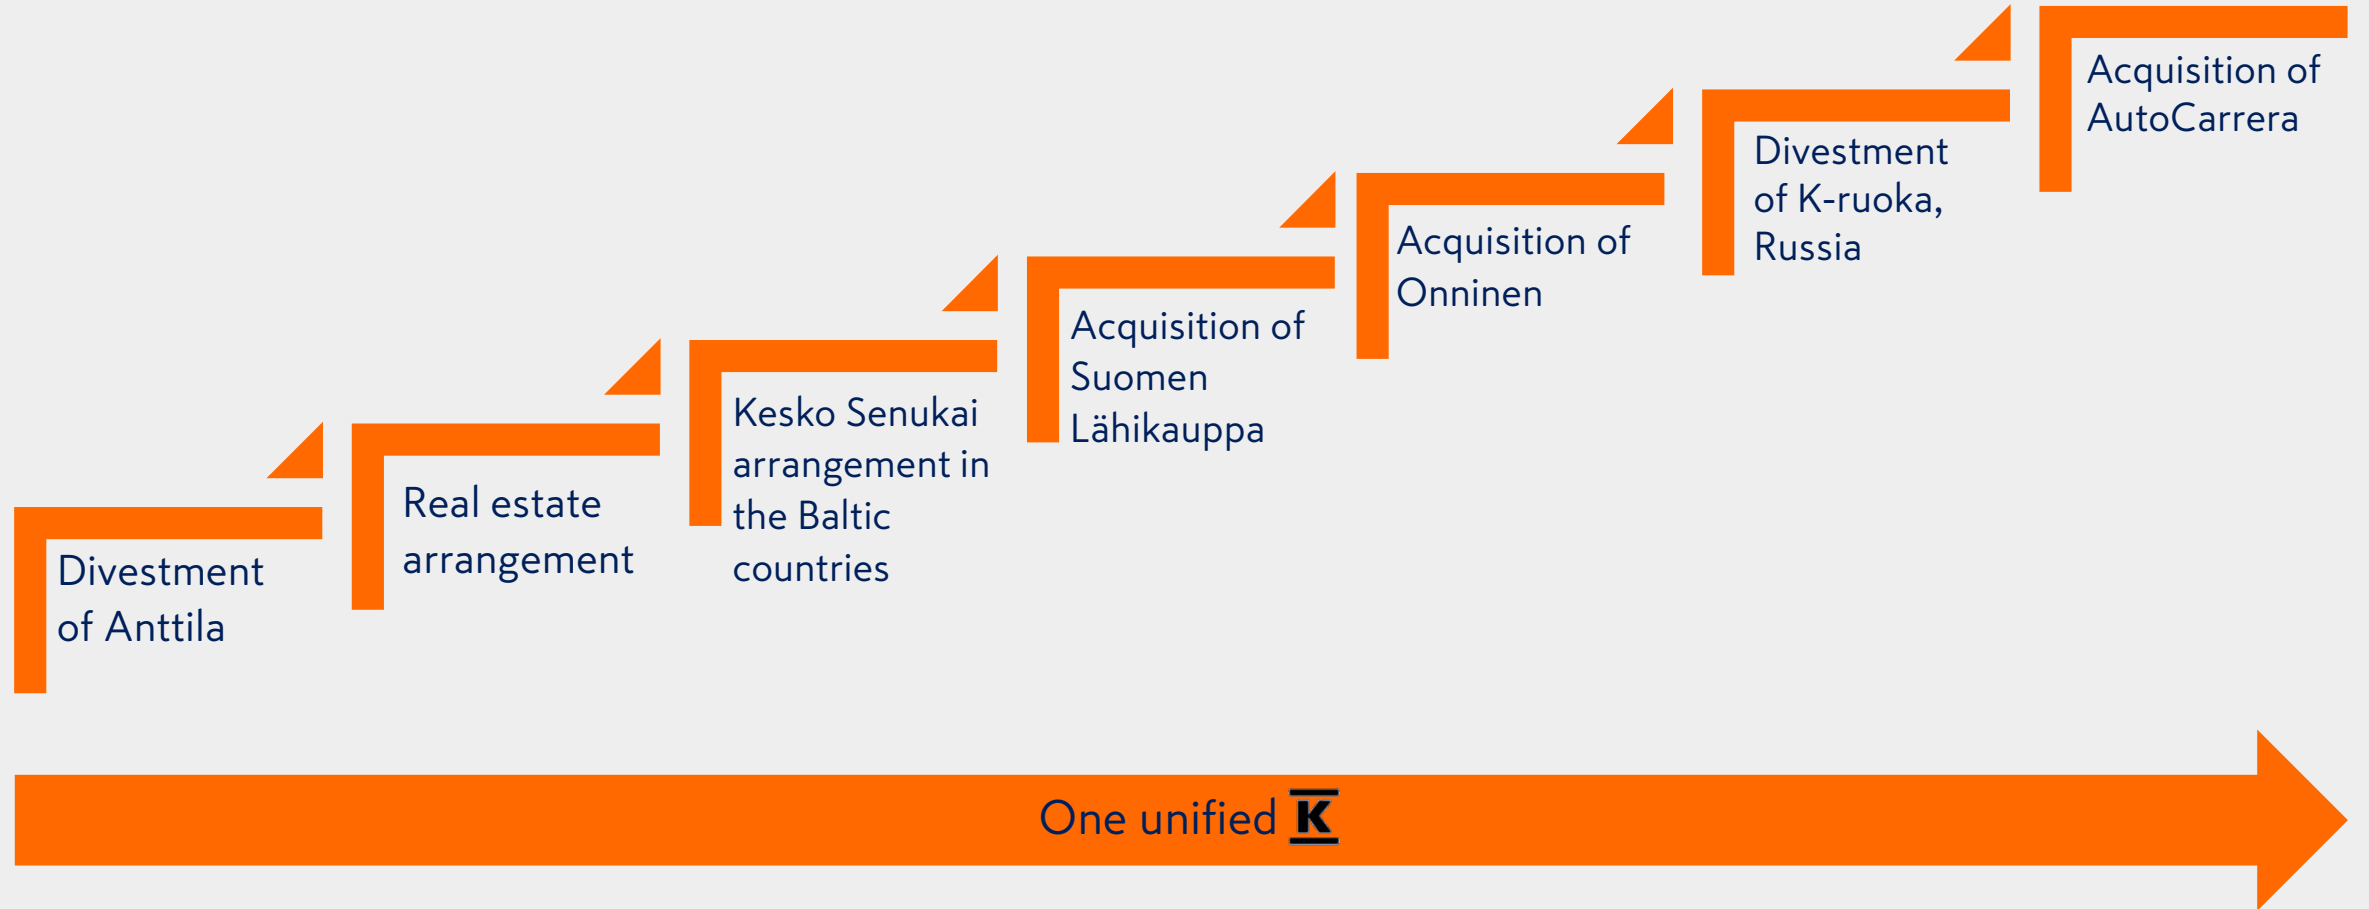 Divestment
of Anttila
Real estate
arrangement
Kesko Senukai
arrangement in
the Baltic
countries
Acquisition of
Suomen
Lähikauppa
Acquisition of
Onninen
Divestment
of K-ruoka,
Russia
Acquisition of
AutoCarrera
One unified K